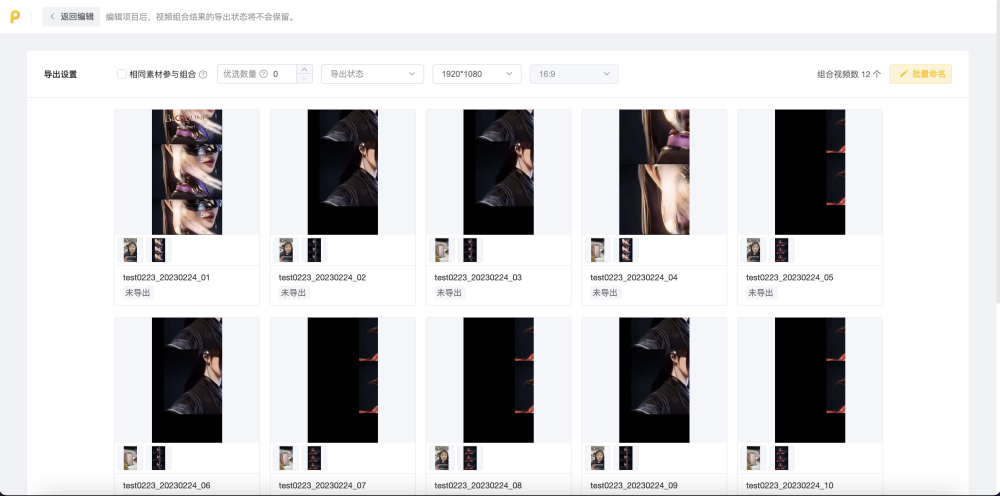 返回编辑 编辑项目后，视频组合结果的导出状态将不会保留。
导出设置 相同素材参与组合 优选数量 0 导出状态 1920*1080 16:9 组合视频数 12 个 批量命名
test0223_20230224_01 test0223_20230224_02 test0223_20230224_03 test0223_20230224_04 test0223_20230224_05
未导出 未导出 未导出 未导出 未导出
test0223_20230224_06 test0223_20230224_07 test0223_20230224_08 test0223_20230224_09 test0223_20230224_10